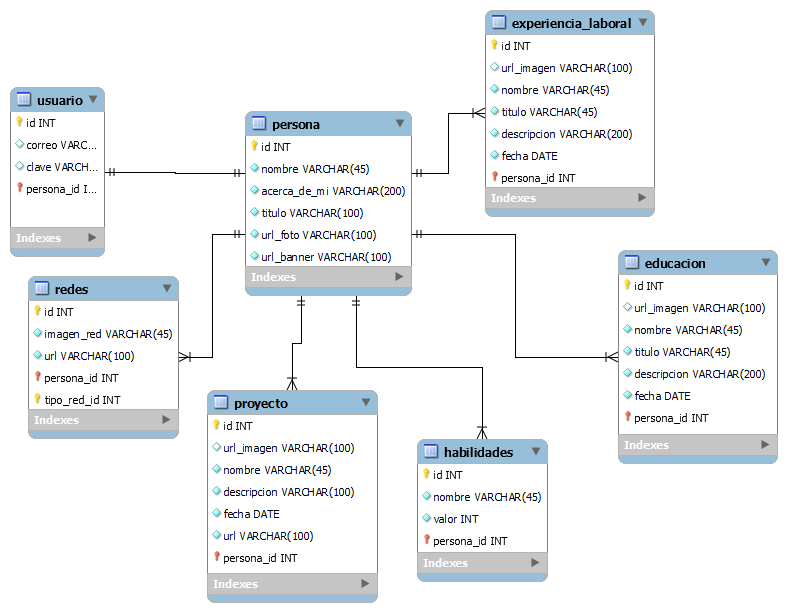 usuario
id INT
correo VARC...
clave VARCH...
persona_id I...
Indexes
persona
id INT
nombre VARCHAR(45)
acerca_de_mi VARCHAR(200)
titulo VARCHAR(100)
url_foto VARCHAR(100)
url_banner VARCHAR(100)
Indexes
experiencia_laboral
id INT
url_imagen VARCHAR(100)
nombre VARCHAR(45)
titulo VARCHAR(45)
descripcion VARCHAR(200)
fecha DATE
persona_id INT
Indexes
redes
id INT
imagen_red VARCHAR(45)
url VARCHAR(100)
persona_id INT
tipo_red_id INT
Indexes
educacion
id INT
url_imagen VARCHAR(100)
nombre VARCHAR(45)
titulo VARCHAR(45)
descripcion VARCHAR(200)
fecha DATE
persona_id INT
Indexes
proyecto
id INT
url_imagen VARCHAR(100)
nombre VARCHAR(45)
descripcion VARCHAR(100)
fecha DATE
url VARCHAR(100)
persona_id INT
Indexes
habilidades
id INT
nombre VARCHAR(45)
valor INT
persona_id INT
Indexes